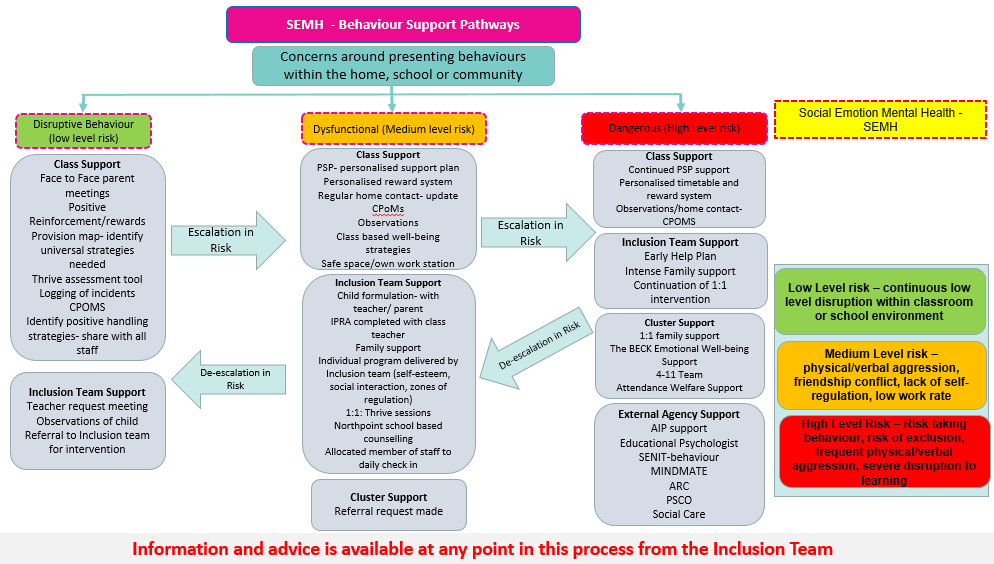 SEMH - Behaviour Support Pathways
Concerns around presenting behaviours
within the home, school or community
Disruptive Behaviour
(low level risk)
Class Support
Face to Face parent
meetings
Positive
Reinforcement/rewards
Provision map- identify
universal strategies
needed
Thrive assessment tool
Logging of incidents
CPOMS
Identify positive handling
strategies- share with all
staff
Inclusion Team Support
Teacher request meeting
Observations of child
Referral to Inclusion team
for intervention
Escalation in
Risk
De-escalation in
Risk
Dysfunctional (Medium level risk)
Class Support
PSP- personalised support plan
Personalised reward system
Regular home contact- update
CPoMs
Observations
Class based well-being
strategies
Safe space/own work station
Inclusion Team Support
Child formulation- with
teacher/ parent
IPRA completed with class
teacher
Family support
Individual program delivered by
Inclusion team (self-esteem,
social interaction, zones of
regulation)
1:1: Thrive sessions
Northpoint school based
counselling
Allocated member of staff to
daily check in
Cluster Support
Referral request made
Escalation in
Risk
De-escalation in Risk
Dangerous (High Level risk)
Class Support
Continued PSP support
Personalised timetable and
reward system
Observations/home contact-
CPOMS
Inclusion Team Support
Early Help Plan
Intense Family support
Continuation of 1:1
intervention
Cluster Support
1:1 family support
The BECK Emotional Well-being
Support
4-11 Team
Attendance Welfare Support
External Agency Support
AIP support
Educational Psychologist
SENIT-behaviour
MINDMATE
ARC
PSCO
Social Care
Social Emotion Mental Health -
SEMH
Low Level risk – continuous low
level disruption within classroom
or school environment
Medium Level risk –
physical/verbal aggression,
friendship conflict, lack of self-
regulation, low work rate
High Level Risk – Risk taking
behaviour, risk of exclusion,
frequent physical/verbal
aggression, severe disruption to
learning
Information and advice is available at any point in this process from the Inclusion Team